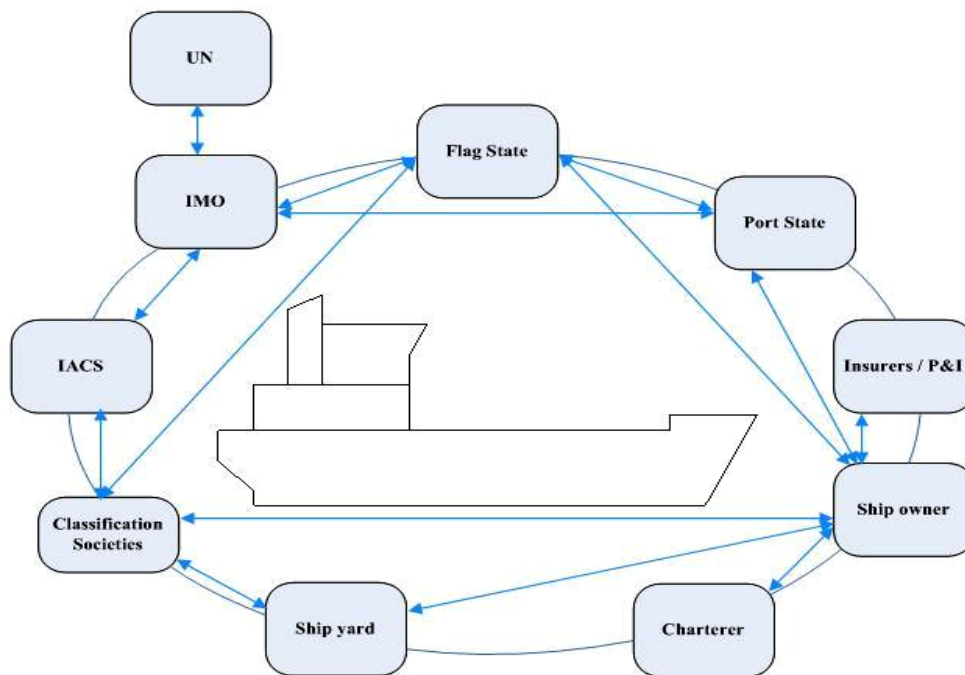 UN
Flag State
IMO
Port State
IACS
Insurers / P&I
Classification
Societies
Ship owner
Ship yard
Charterer